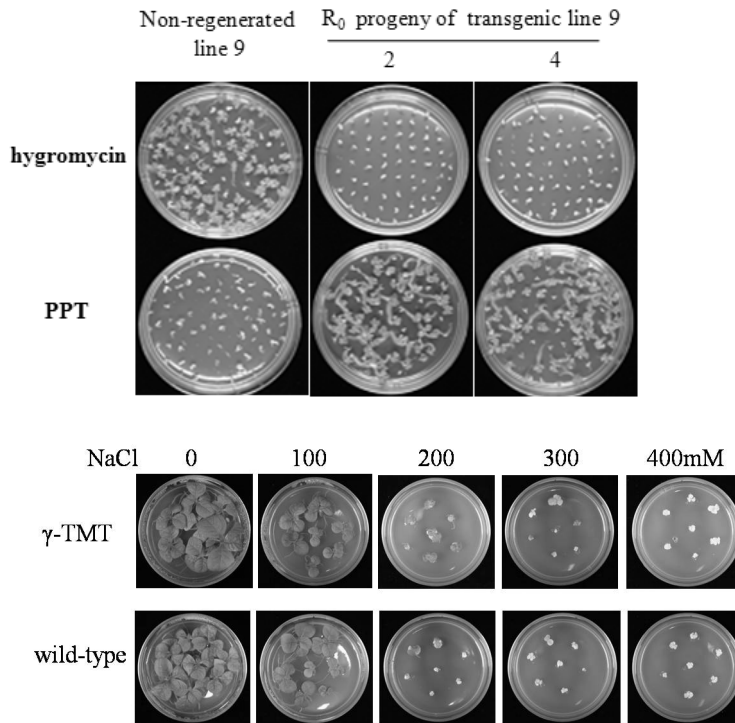 Non-regenerated line 9
R₀ progeny of transgenic line 9
2 4
hygromycin
PPT
NaCl 0 100 200 300 400mM
γ-TMT
wild-type